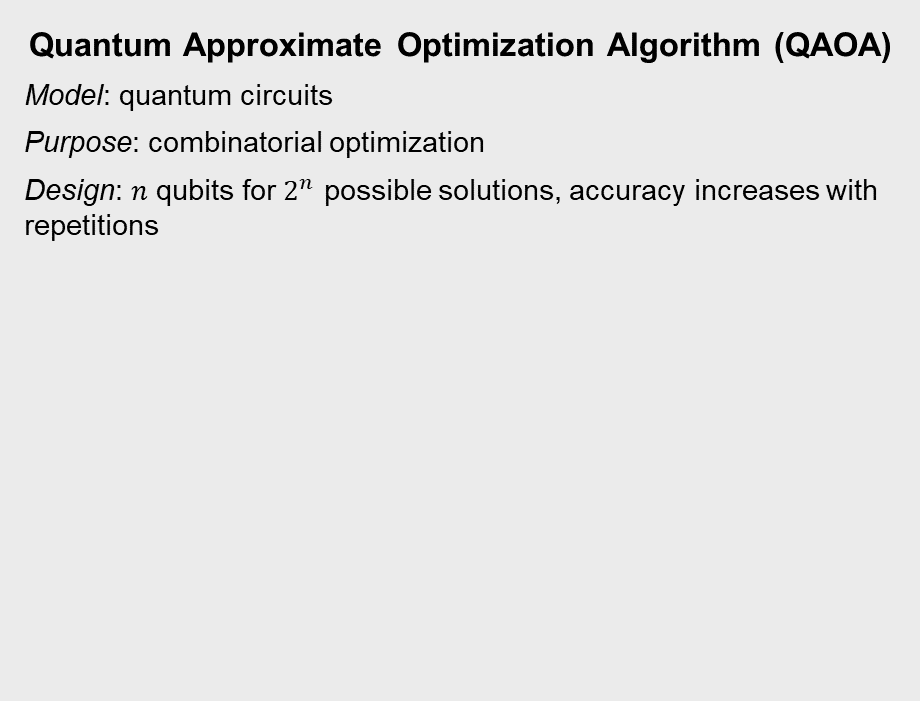 Quantum Approximate Optimization Algorithm (QAOA)
Model: quantum circuits
Purpose: combinatorial optimization
Design: n qubits for 2ⁿ possible solutions, accuracy increases with
repetitions